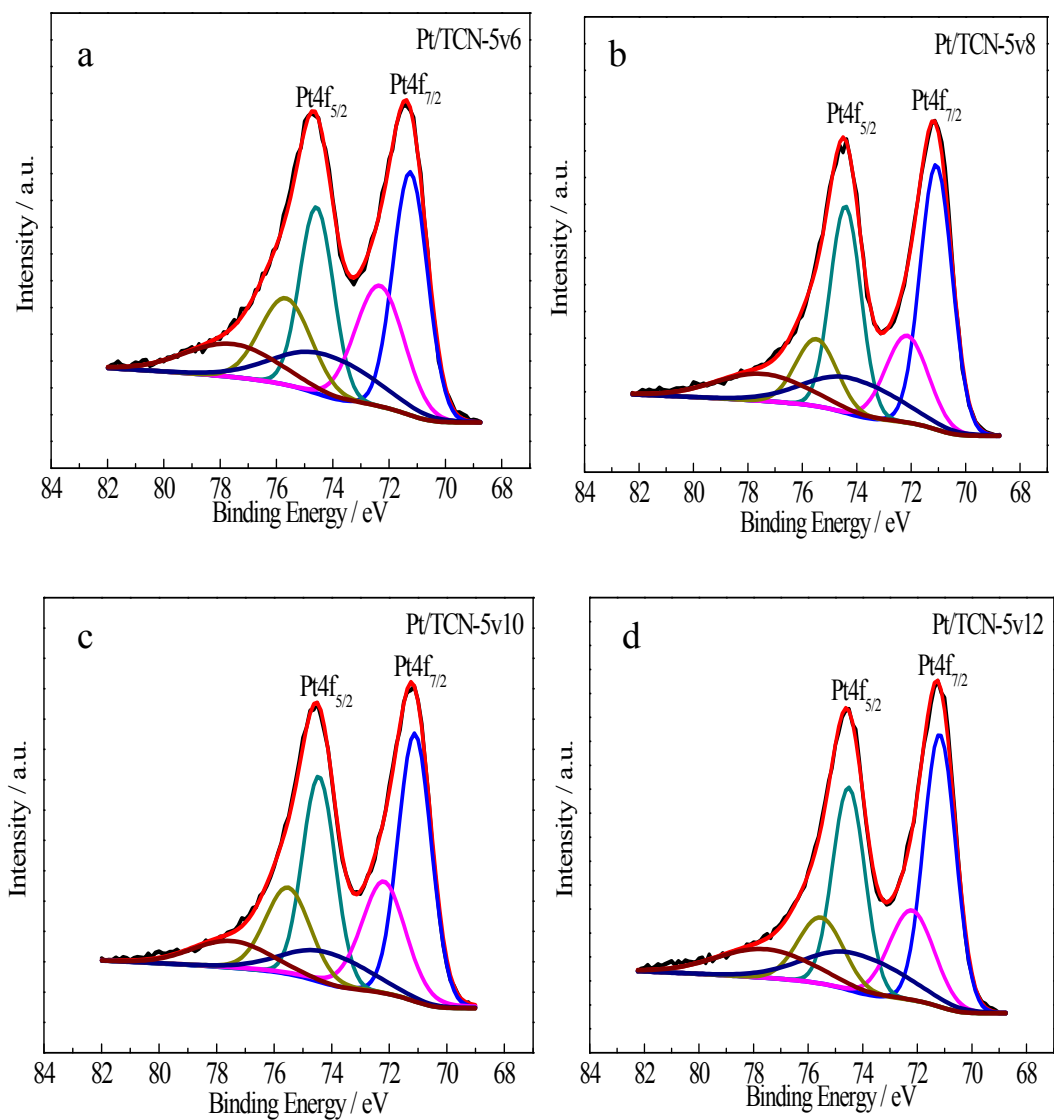 a
Pt/TCN-5v6
Pt4f5/2
Pt4f7/2
Intensity / a.u.
84 82 80 78 76 74 72 70 68
Binding Energy / eV
b
Pt/TCN-5v8
Pt4f5/2
Pt4f7/2
Intensity / a.u.
84 82 80 78 76 74 72 70 68
Binding Energy / eV
c
Pt/TCN-5v10
Pt4f5/2
Pt4f7/2
Intensity / a.u.
84 82 80 78 76 74 72 70 68
Binding Energy / eV
d
Pt/TCN-5v12
Pt4f5/2
Pt4f7/2
Intensity / a.u.
84 82 80 78 76 74 72 70 68
Binding Energy / eV